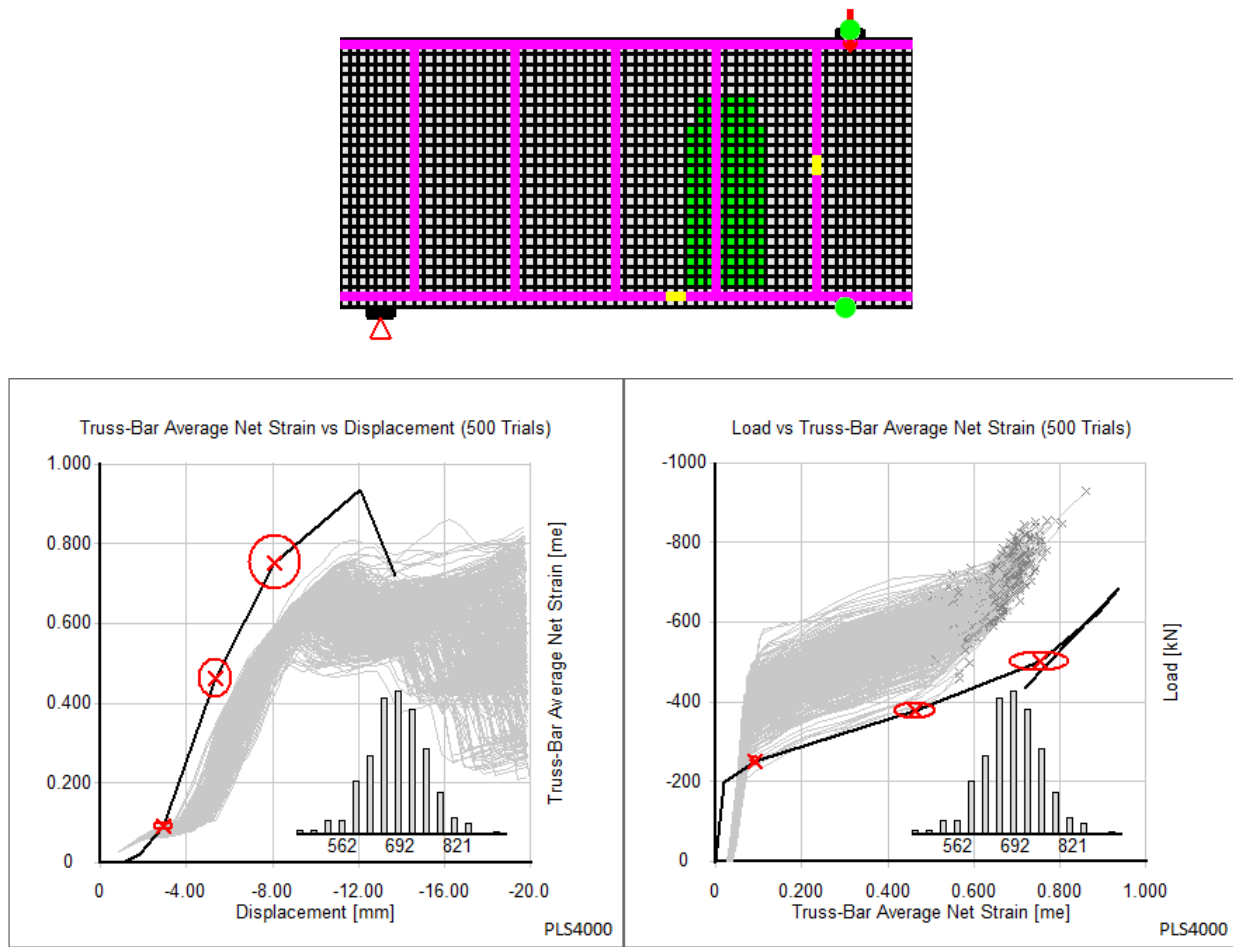 Truss-Bar Average Net Strain vs Displacement (500 Trials)
1.000
0.800
0.600
0.400
0.200
0
Truss-Bar Average Net Strain [me]
562 692 821
0 -4.00 -8.00 -12.00 -16.00 -20.0
Displacement [mm]
PLS4000
Load vs Truss-Bar Average Net Strain (500 Trials)
-1000
-800
-600
-400
-200
0
Load [kN]
562 692 821
0 0.200 0.400 0.600 0.800 1.000
Truss-Bar Average Net Strain [me]
PLS4000